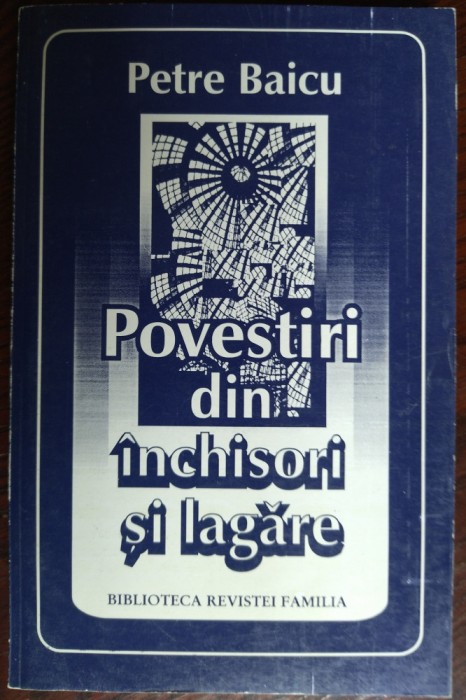 Petre Baicu
Povestiri
din
închisori
și lagăre
BIBLIOTECA REVISTEI FAMILIA